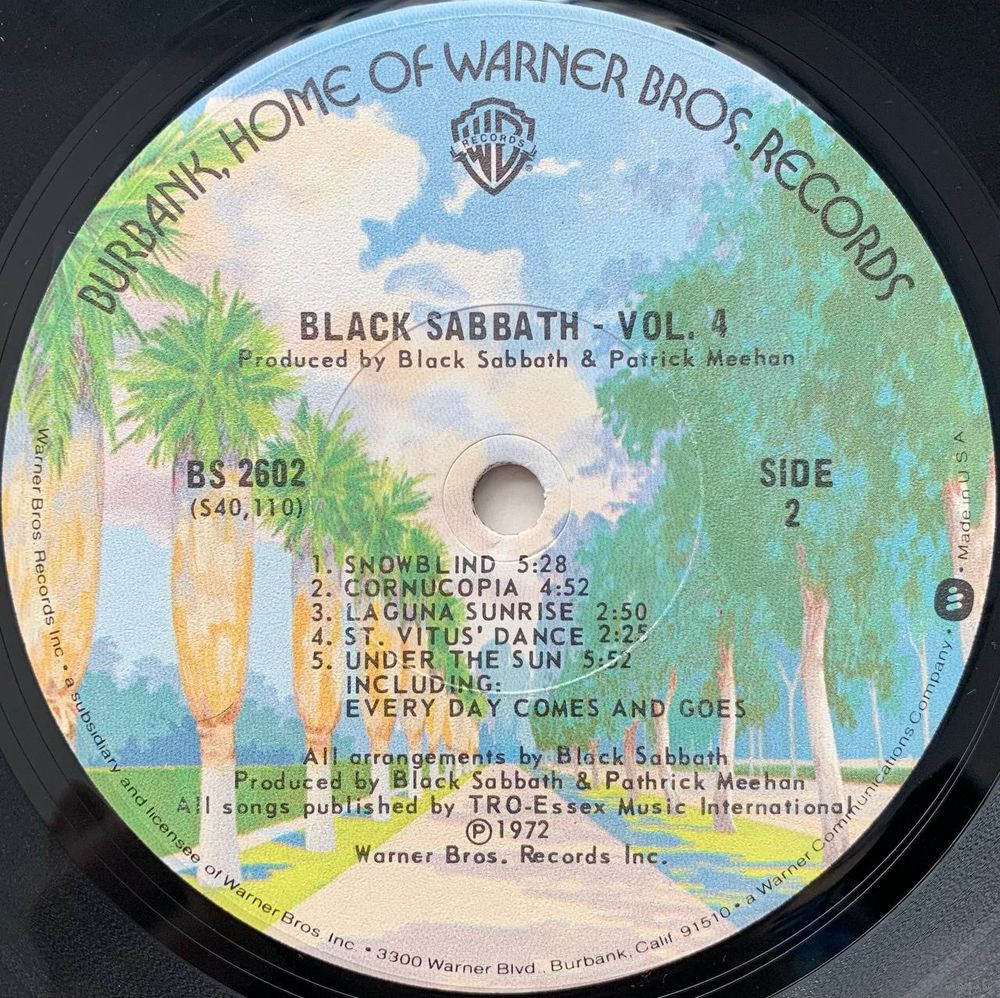 BURBANK, HOME OF WARNER BROS. RECORDS
WB
RECORDS
BLACK SABBATH - VOL. 4
Produced by Black Sabbath & Patrick Meehan
BS 2602
(S40,110)
SIDE
2
1. SNOWBLIND 5:28
2. CORNUCOPIA 4:52
3. LAGUNA SUNRISE 2:50
4. ST. VITUS' DANCE 2:25
5. UNDER THE SUN 5:52
INCLUDING:
EVERY DAY COMES AND GOES
All arrangements by Black Sabbath
Produced by Black Sabbath & Pathrick Meehan
All songs published by TRO-Essex Music International
Ⓟ1972
Warner Bros. Records Inc.
Warner Bros. Records Inc. • a subsidiary and licensee of Warner Bros. Inc. • 3300 Warner Blvd., Burbank, Calif. 91510 • a Warner Communications Company • Made in U.S.A.